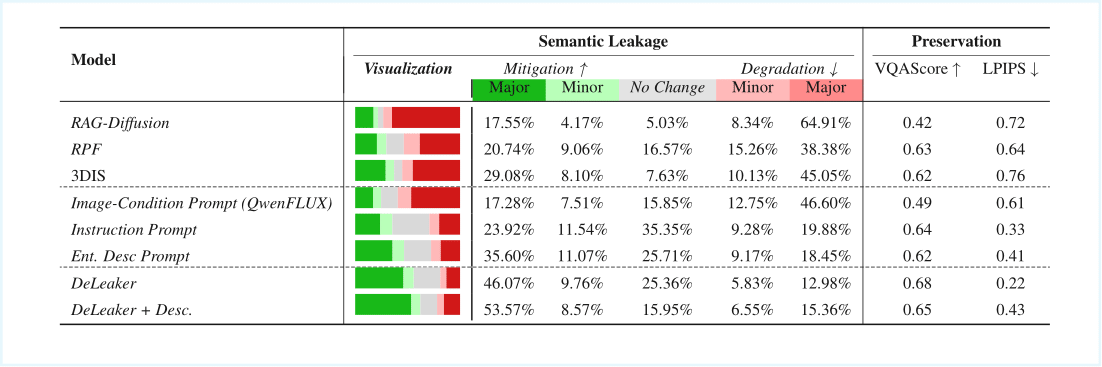 Model Semantic Leakage Preservation
Visualization Mitigation ↑ Degradation ↓ VQAScore ↑ LPIPS ↓
Major Minor No Change Minor Major
RAG-Diffusion 17.55% 4.17% 5.03% 8.34% 64.91% 0.42 0.72
RPF 20.74% 9.06% 16.57% 15.26% 38.38% 0.63 0.64
3DIS 29.08% 8.10% 7.63% 10.13% 45.05% 0.62 0.76
Image-Condition Prompt (QwenFLUX) 17.28% 7.51% 15.85% 12.75% 46.60% 0.49 0.61
Instruction Prompt 23.92% 11.54% 35.35% 9.28% 19.88% 0.64 0.33
Ent. Desc Prompt 35.60% 11.07% 25.71% 9.17% 18.45% 0.62 0.41
DeLeaker 46.07% 9.76% 25.36% 5.83% 12.98% 0.68 0.22
DeLeaker + Desc. 53.57% 8.57% 15.95% 6.55% 15.36% 0.65 0.43